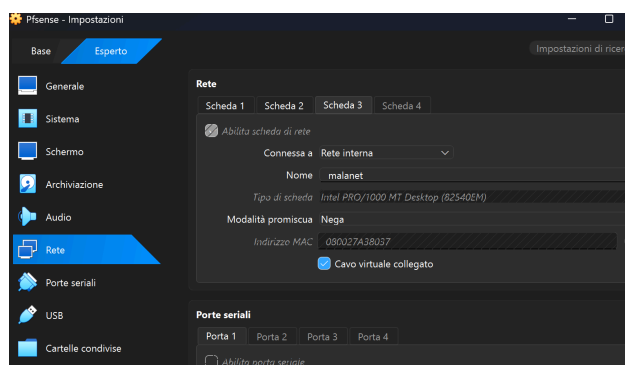 Pfsense - Impostazioni
Base Esperto Impostazioni di ricer
Generale
Sistema
Schermo
Archiviazione
Audio
Rete
Porte seriali
USB
Cartelle condivise
Rete
Scheda 1 Scheda 2 Scheda 3 Scheda 4
Abilita scheda di rete
Connessa a Rete interna
Nome malanet
Tipo di scheda Intel PRO/1000 MT Desktop (82540EM)
Modalità promiscua Nega
Indirizzo MAC 080027A38037
Cavo virtuale collegato
Porte seriali
Porta 1 Porta 2 Porta 3 Porta 4
Abilita porta seriale